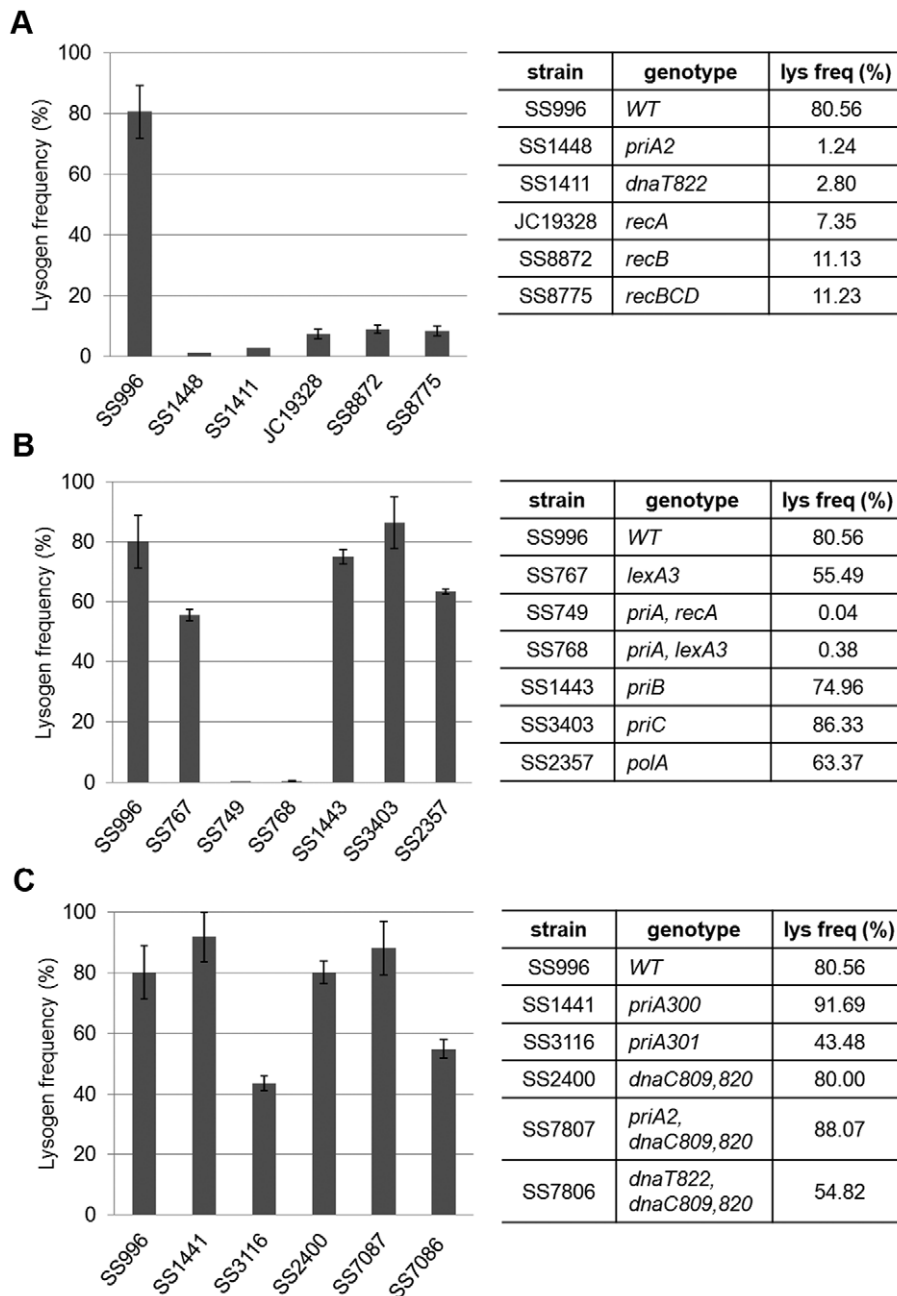 A
Lysogen frequency (%)
100
80
60
40
20
0
SS996
SS1448
SS1411
JC19328
SS8872
SS8775
strain genotype lys freq (%)
SS996 WT 80.56
SS1448 priA2 1.24
SS1411 dnaT822 2.80
JC19328 recA 7.35
SS8872 recB 11.13
SS8775 recBCD 11.23
B
Lysogen frequency (%)
100
80
60
40
20
0
SS996
SS767
SS749
SS768
SS1443
SS3403
SS2357
strain genotype lys freq (%)
SS996 WT 80.56
SS767 lexA3 55.49
SS749 priA, recA 0.04
SS768 priA, lexA3 0.38
SS1443 priB 74.96
SS3403 priC 86.33
SS2357 polA 63.37
C
Lysogen frequency (%)
100
80
60
40
20
0
SS996
SS1441
SS3116
SS2400
SS7087
SS7086
strain genotype lys freq (%)
SS996 WT 80.56
SS1441 priA300 91.69
SS3116 priA301 43.48
SS2400 dnaC809,820 80.00
SS7807 priA2,
dnaC809,820 88.07
SS7806 dnaT822,
dnaC809,820 54.82